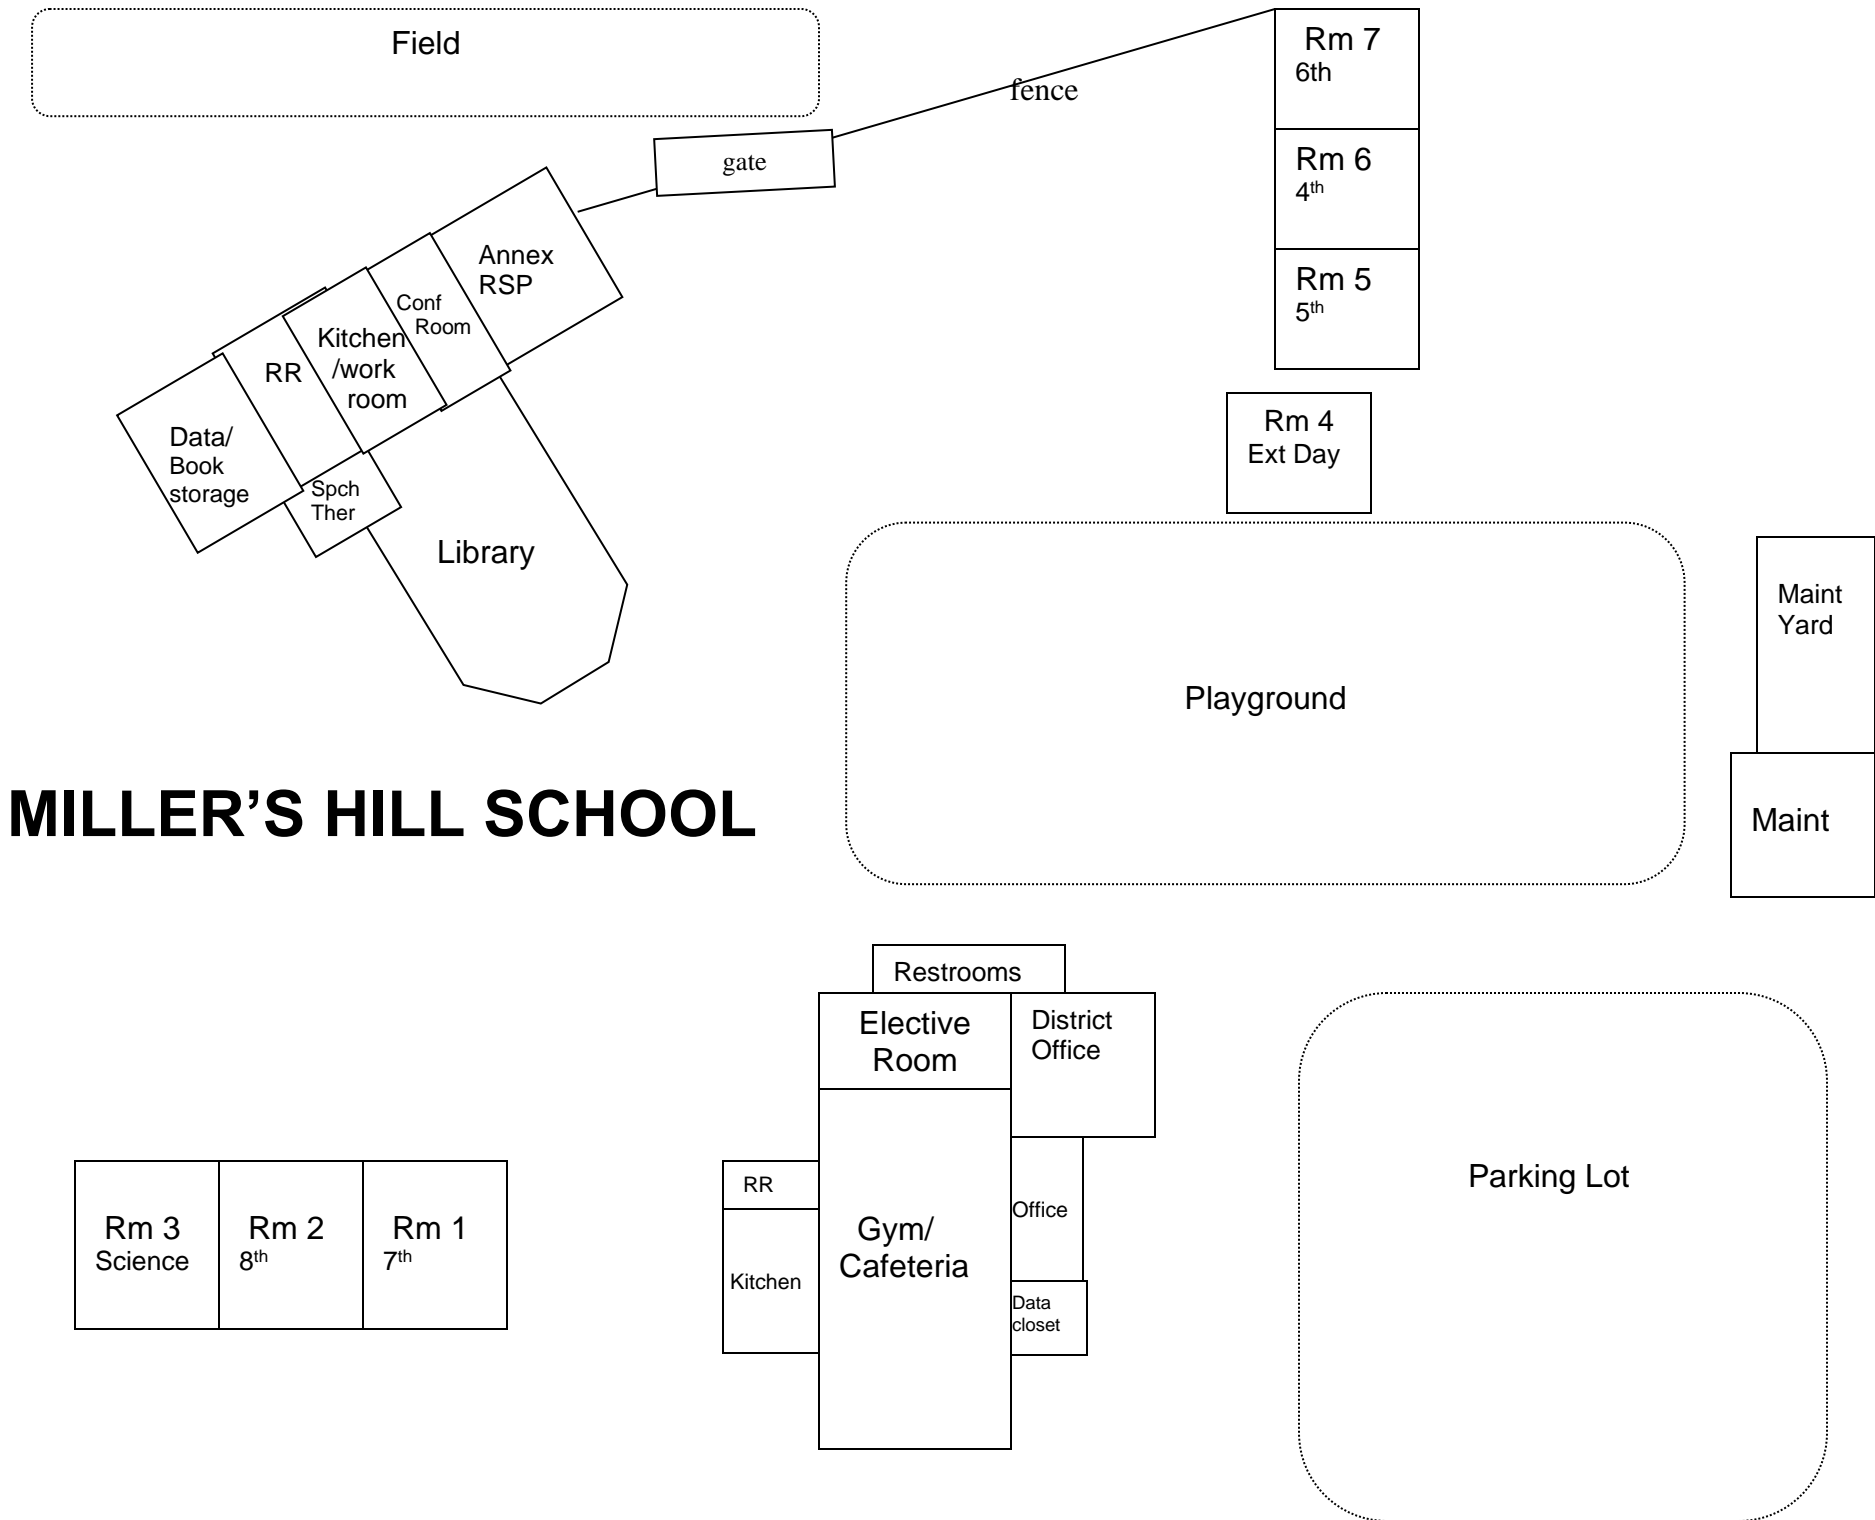 Field
fence
gate
Rm 7
6th
Rm 6
4th
Rm 5
5th
Rm 4
Ext Day
Annex
RSP
Conf
Room
Kitchen
/work
room
RR
Data/
Book
storage
Spch
Ther
Library
Playground
Maint
Yard
Maint
MILLER’S HILL SCHOOL
Restrooms
Elective
Room
District
Office
RR
Kitchen
Gym/
Cafeteria
Office
Data
closet
Parking Lot
Rm 3
Science
Rm 2
8th
Rm 1
7th